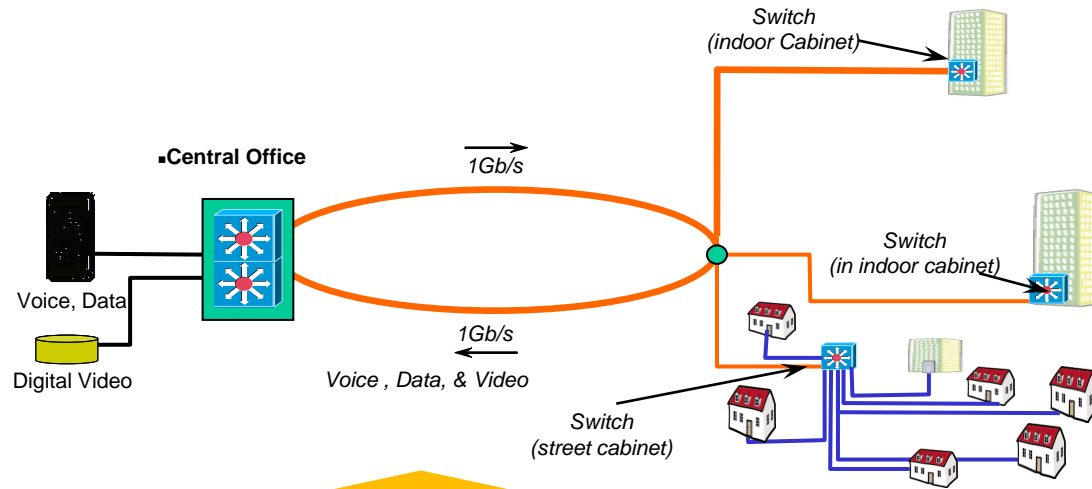 Switch
(indoor Cabinet)
▪Central Office
1Gb/s
Switch
(in indoor cabinet)
Voice, Data
1Gb/s
Digital Video
Voice , Data, & Video
Switch
(street cabinet)